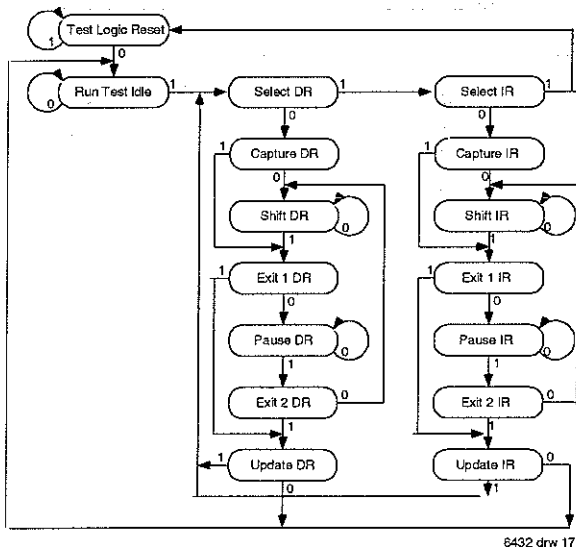 Test Logic Reset
1
0
Run Test Idle
0
1
Select DR
1
Select IR
1
0
0
1
Capture DR
1
Capture IR
0
0
Shift DR
0
Shift IR
0
1
1
1
Exit 1 DR
1
Exit 1 IR
0
0
Pause DR
0
Pause IR
0
1
1
Exit 2 DR
0
Exit 2 IR
0
1
1
1
Update DR
Update IR
0
0
1
6432 drw 17